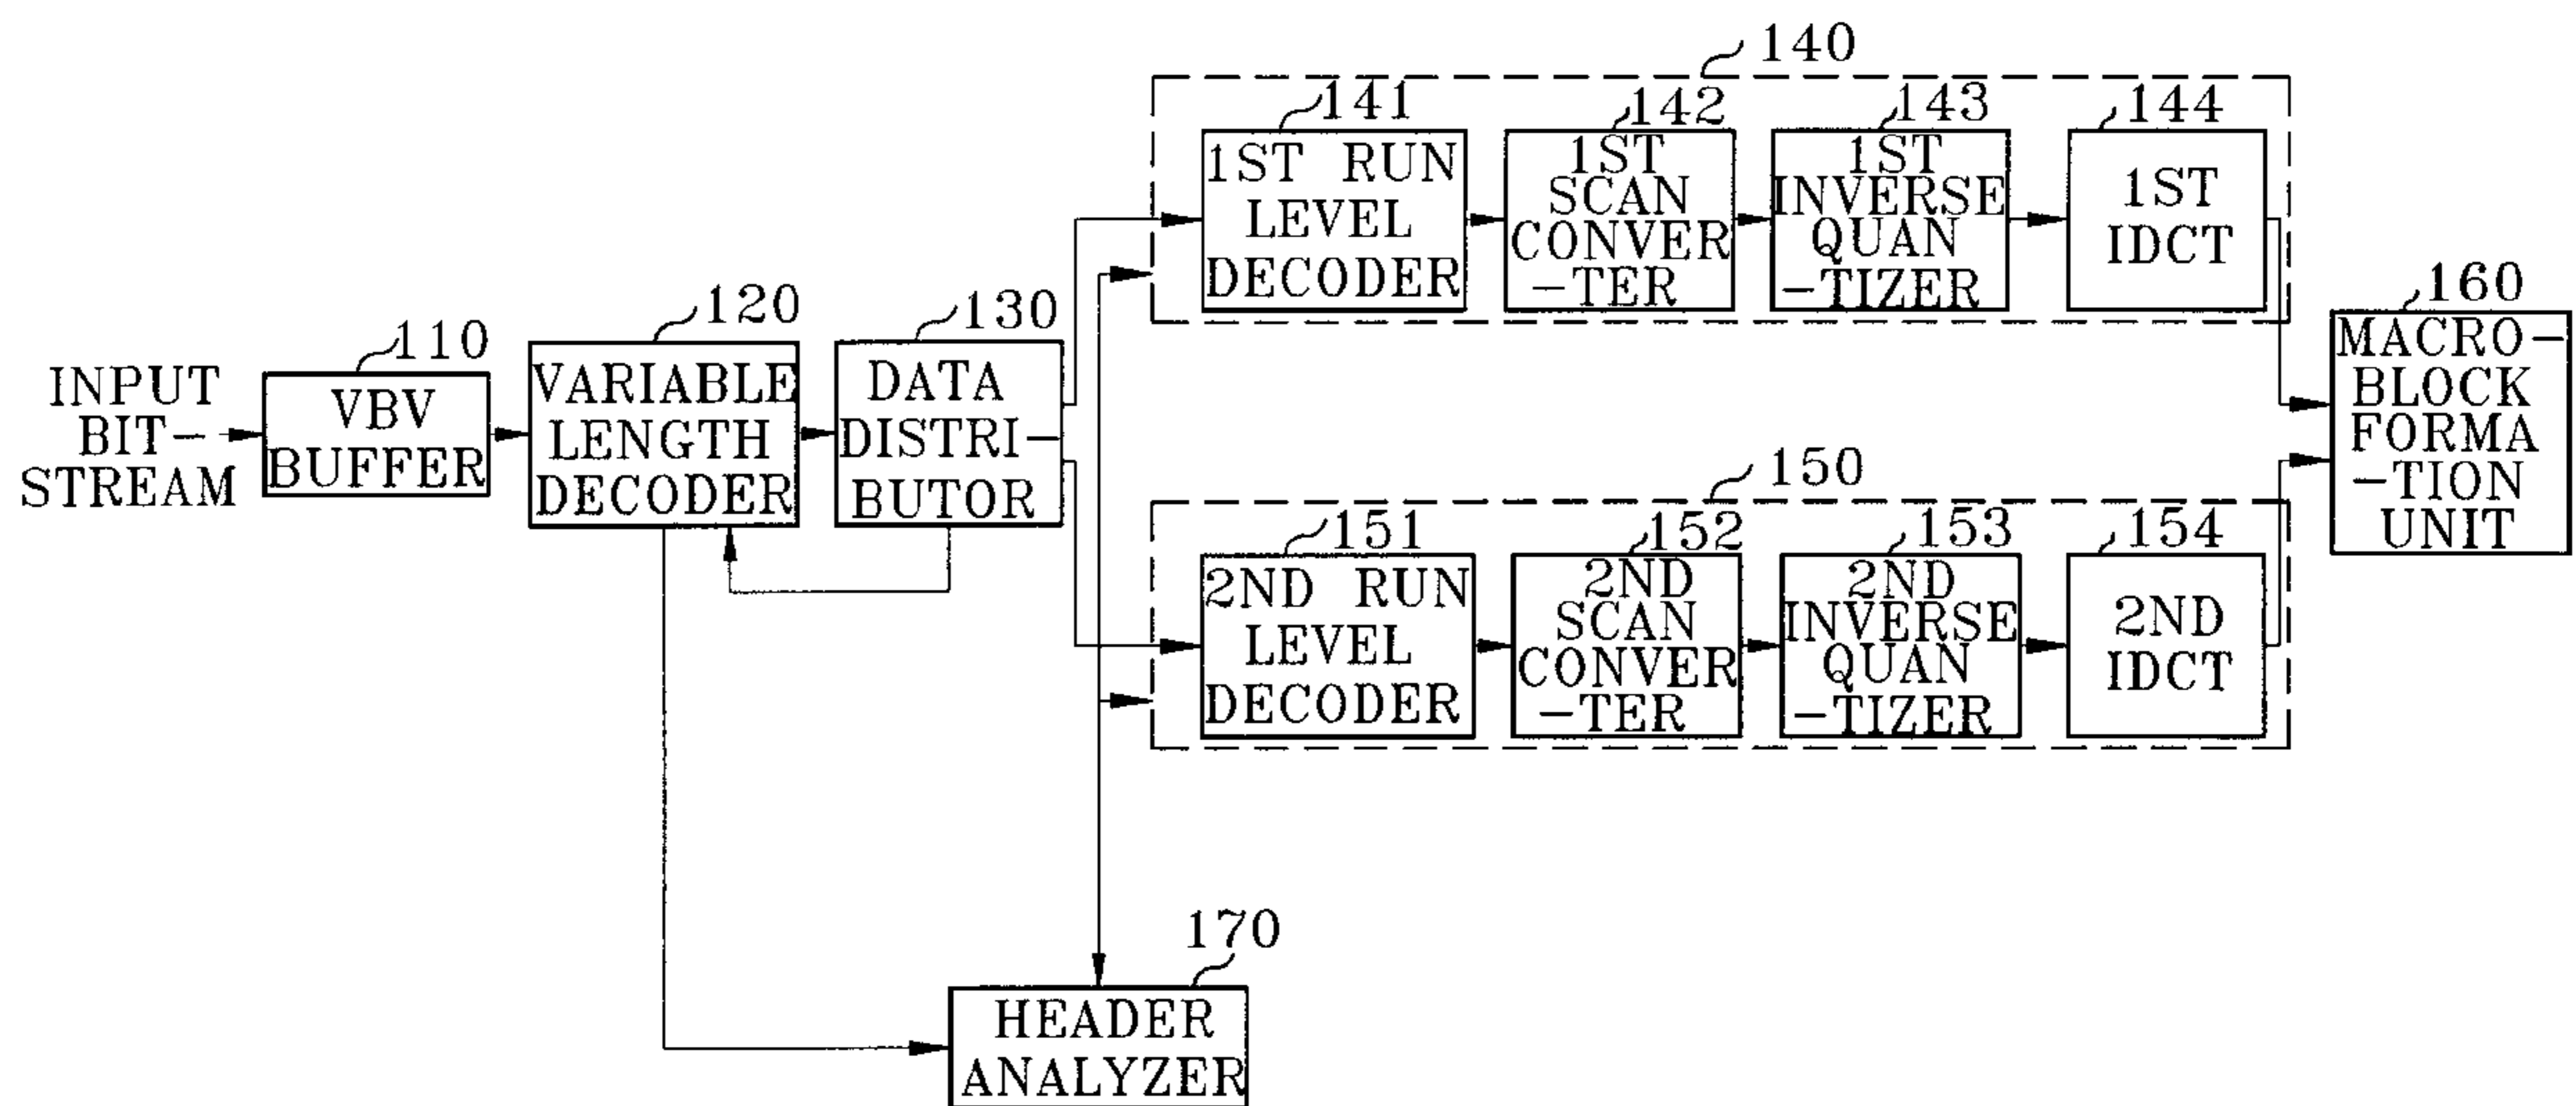 INPUT
BIT-
STREAM
110
VBV
BUFFER
120
VARIABLE
LENGTH
DECODER
130
DATA
DISTRI-
BUTOR
140
141
1ST RUN
LEVEL
DECODER
142
1ST
SCAN
CONVER
-TER
143
1ST
INVERSE
QUAN
-TIZER
144
1ST
IDCT
150
151
2ND RUN
LEVEL
DECODER
152
2ND
SCAN
CONVER
-TER
153
2ND
INVERSE
QUAN
-TIZER
154
2ND
IDCT
160
MACRO-
BLOCK
FORMA
-TION
UNIT
170
HEADER
ANALYZER